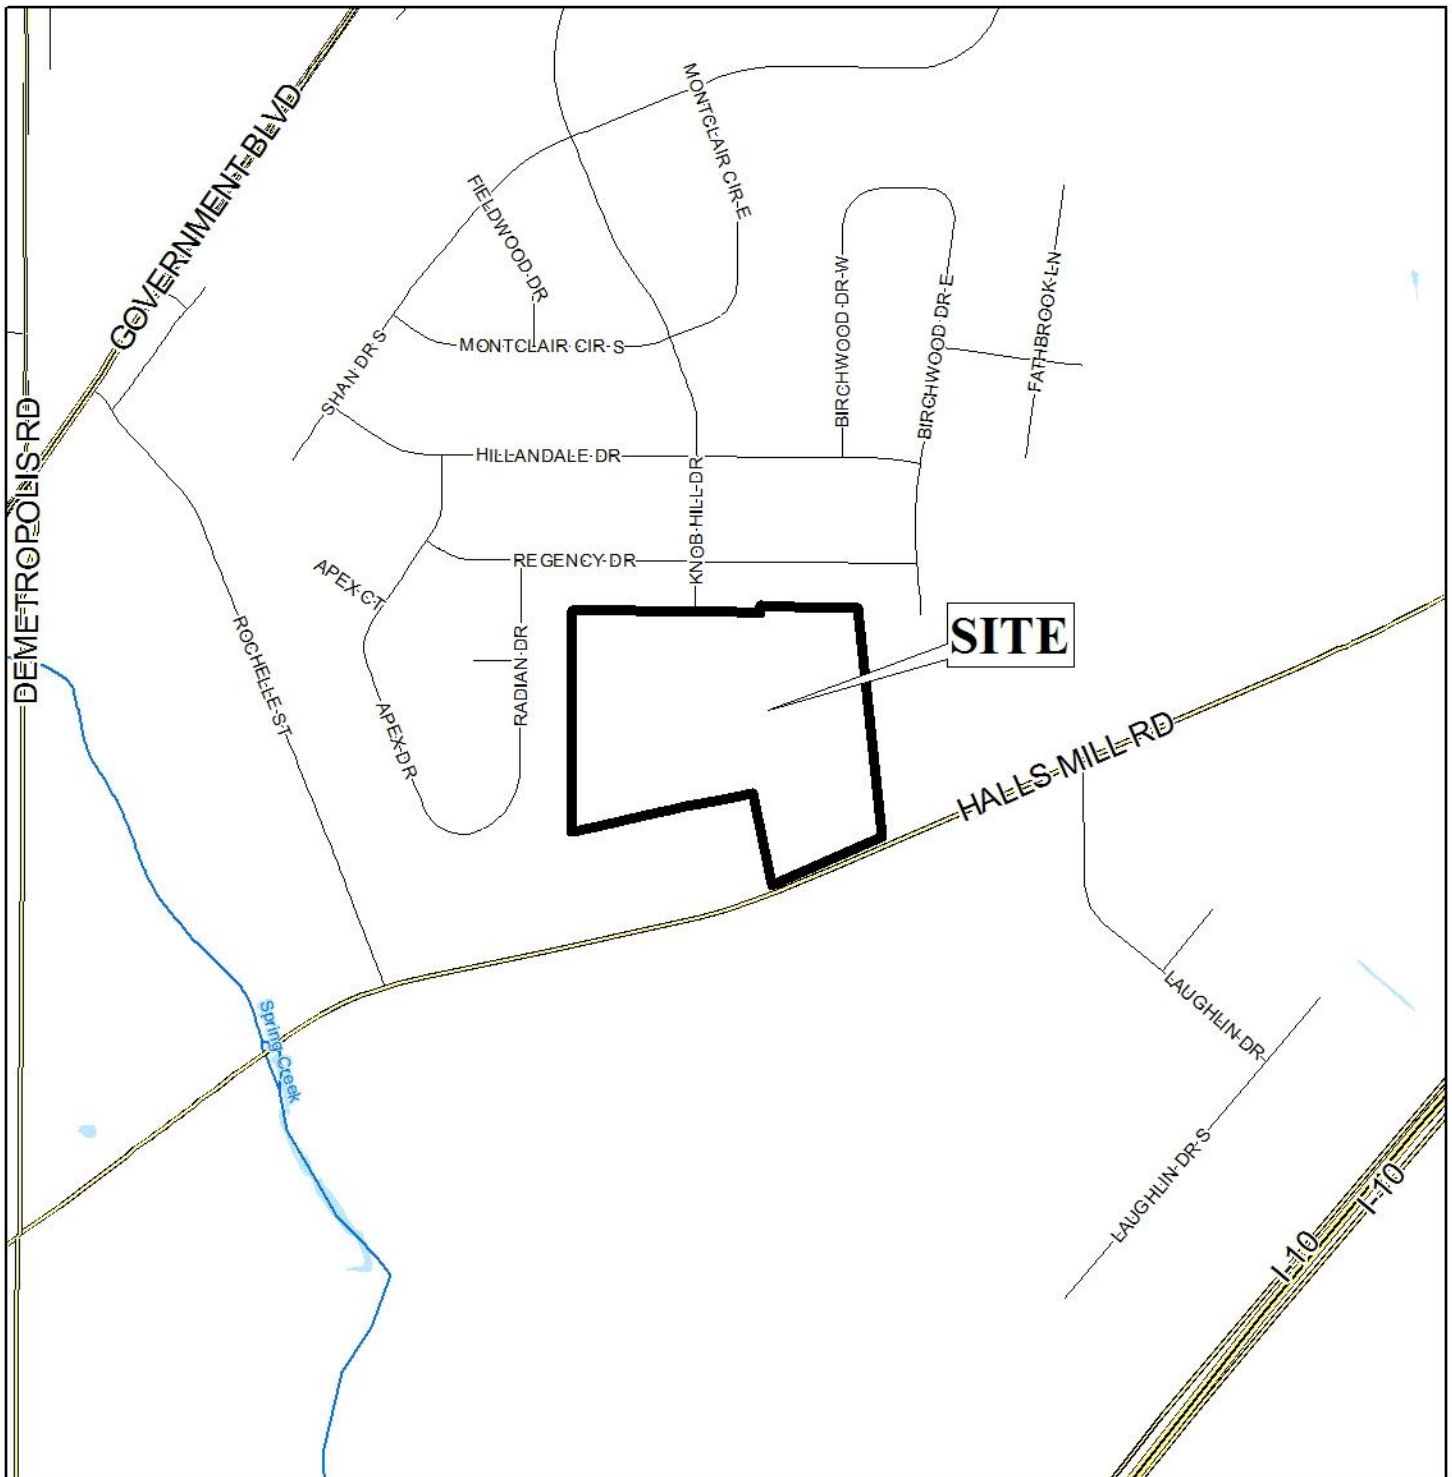 MONTCLAIR CIR E
GOVERNMENT BLVD
FIELDWOOD DR
BIRCHWOOD DR W
BIRCHWOOD DR E
FATHBROOK LN
MONTCLAIR CIR S
SHAN DR S
DEMETROPOLIS RD
HILLANDALE DR
KNOB HILL DR
REGENCY DR
APEX CT
ROCHELLE ST
RADIAN DR
SITE
APEX DR
HALLS MILL RD
LAUGHLIN DR
Spring Creek
LAUGHLIN DR S
I-10
I-10